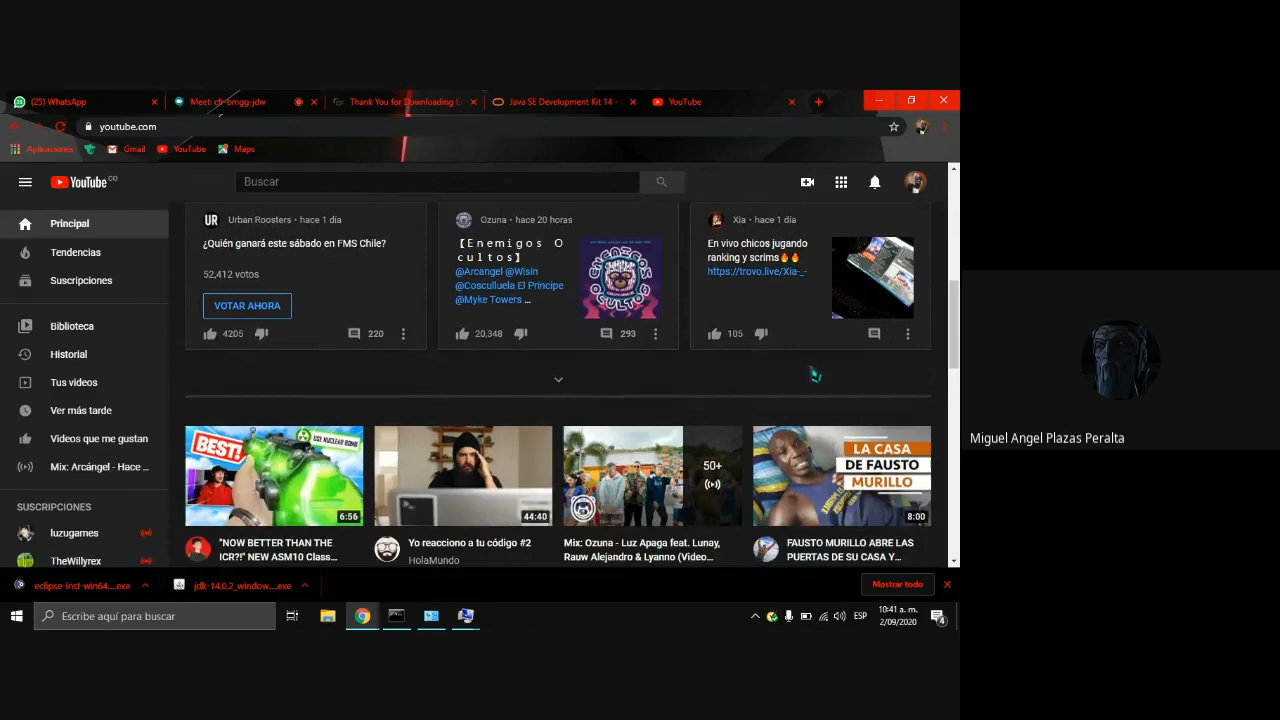 (25) WhatsApp
Meet: cfr-bmgg-jdw
Thank You for Downloading E
Java SE Development Kit 14 -
YouTube
youtube.com
Aplicaciones
Gmail
YouTube
Maps
YouTube CO
Buscar
Principal
Tendencias
Suscripciones
Biblioteca
Historial
Tus videos
Ver más tarde
Videos que me gustan
Mix: Arcángel - Hace ...
SUSCRIPCIONES
luzugames
TheWillyrex
UR
Urban Roosters • hace 1 día
¿Quién ganará este sábado en FMS Chile?
52,412 votos
VOTAR AHORA
4205
220
Ozuna • hace 20 horas
【Enemigos O
cultos】
@Arcangel @Wisin
@Cosculluela El Principe
@Myke Towers ...
ENEMIGOS
OCULTOS
20,348
293
Xia • hace 1 día
En vivo chicos jugando
ranking y scrims🔥🔥
https://trovo.live/Xia-_-
105
BEST!
USE NUCLEAR BOMB
6:56
"NOW BETTER THAN THE
ICR?!" NEW ASM10 Class...
44:40
Yo reacciono a tu código #2
HolaMundo
50+
Mix: Ozuna - Luz Apaga feat. Lunay,
Rauw Alejandro & Lyanno (Video...
LA CASA
DE FAUSTO
MURILLO
8:00
FAUSTO MURILLO ABRE LAS
PUERTAS DE SU CASA Y...
Miguel Angel Plazas Peralta
eclipse-inst-win64....exe
jdk-14.0.2_window....exe
Mostrar todo
Escribe aquí para buscar
ESP
10:41 a. m.
2/09/2020
4